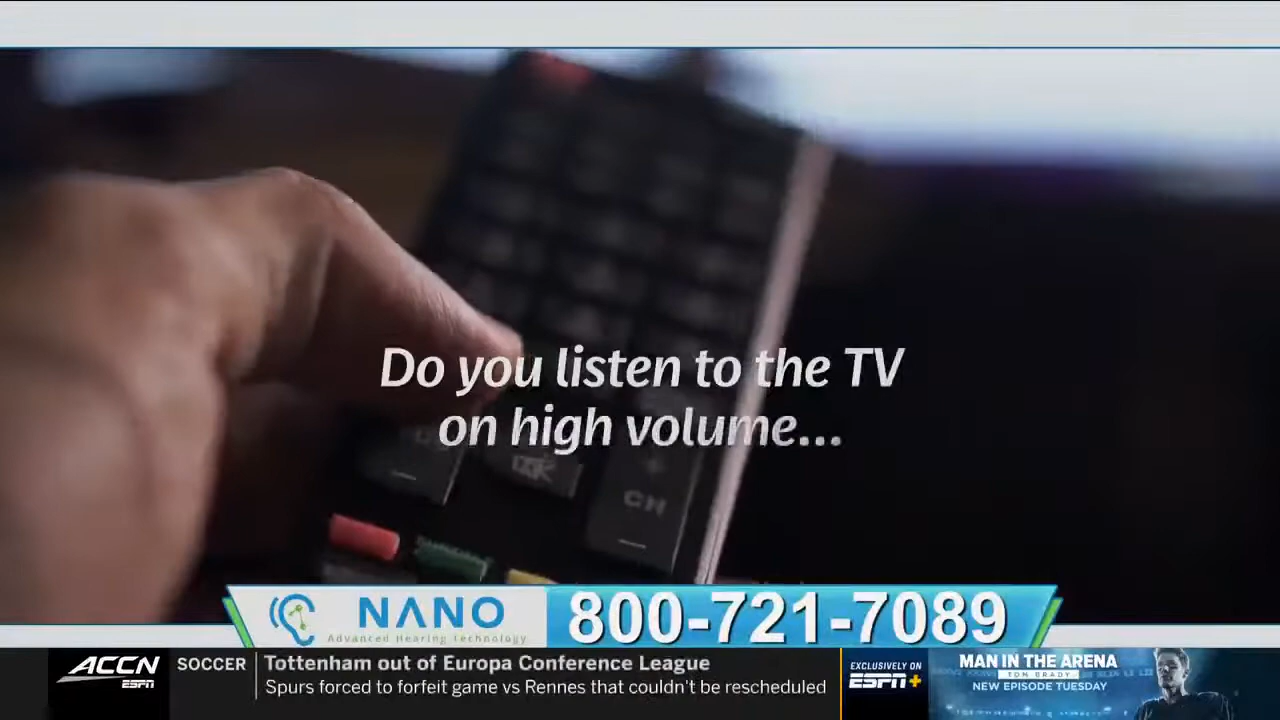 Do you listen to the TV
on high volume...
CH
NANO
Advanced Hearing Technology
800-721-7089
ACCN
ESPN
SOCCER
Tottenham out of Europa Conference League
Spurs forced to forfeit game vs Rennes that couldn't be rescheduled
EXCLUSIVELY ON
ESPN+
MAN IN THE ARENA
TOM BRADY
NEW EPISODE TUESDAY